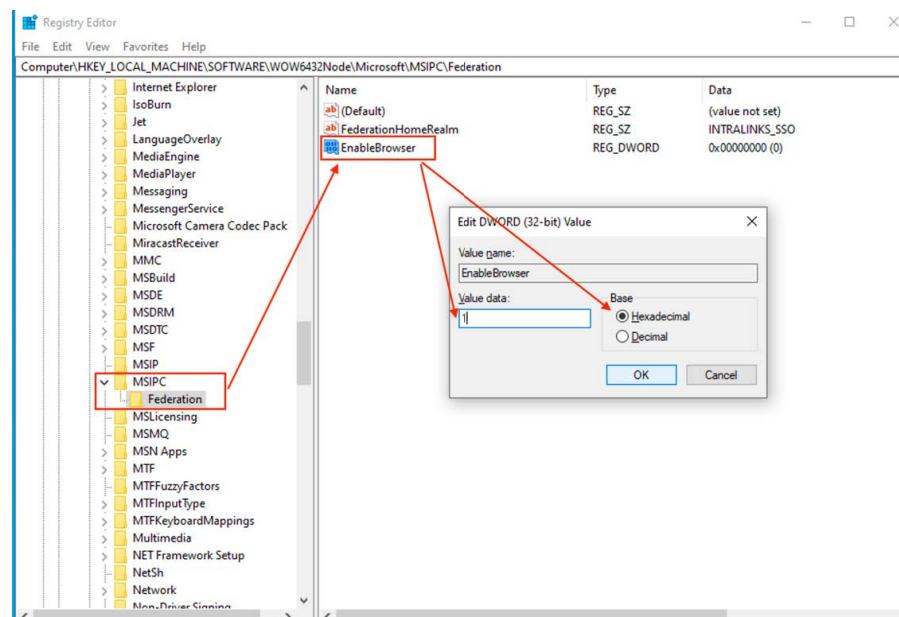 Registry Editor
File Edit View Favorites Help
Computer\HKEY_LOCAL_MACHINE\SOFTWARE\WOW6432Node\Microsoft\MSIPC\Federation
Internet Explorer
IsoBurn
Jet
LanguageOverlay
MediaEngine
MediaPlayer
Messaging
MessengerService
Microsoft Camera Codec Pack
MiracastReceiver
MMC
MSBuild
MSDE
MSDRM
MSDTC
MSF
MSIP
MSIPC
Federation
MSLicensing
MSMQ
MSN Apps
MTF
MTFFuzzyFactors
MTFInputType
MTFKeyboardMappings
Multimedia
NET Framework Setup
NetSh
Network
Non-Driver Signing
Name Type Data
(Default) REG_SZ (value not set)
FederationHomeRealm REG_SZ INTRALINKS_SSO
EnableBrowser REG_DWORD 0x00000000 (0)
Edit DWORD (32-bit) Value
Value name:
EnableBrowser
Value data: Base
1 Hexadecimal
Decimal
OK Cancel